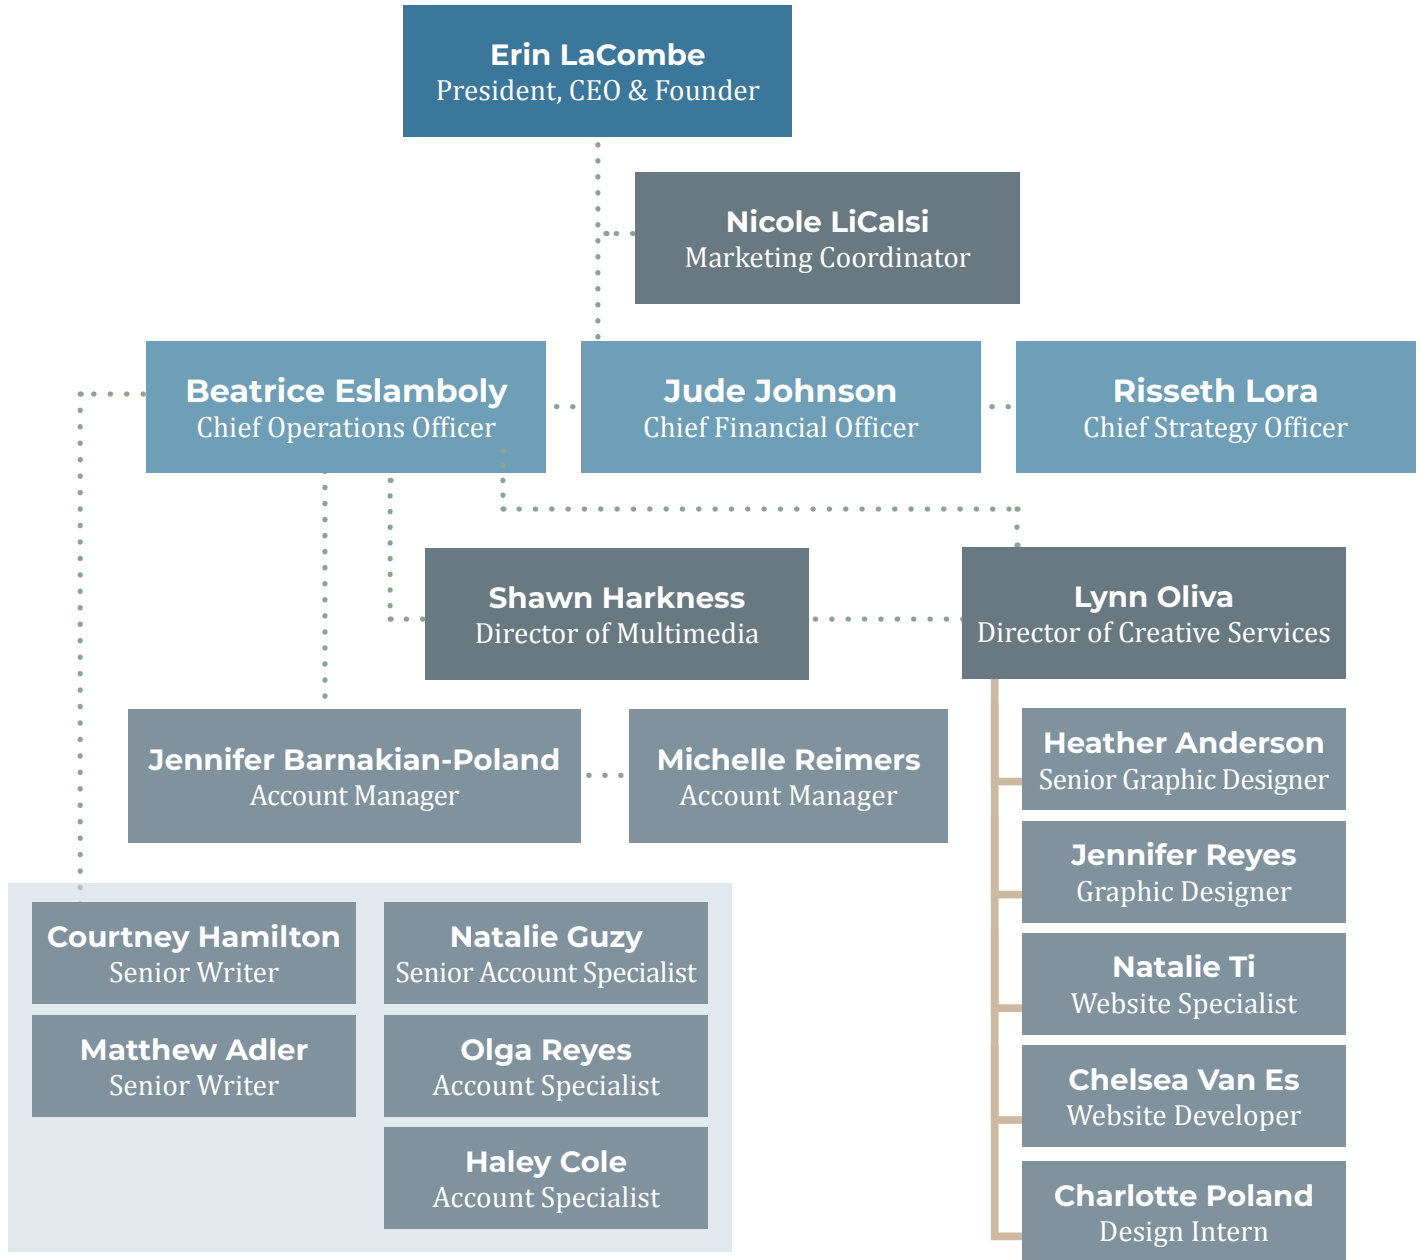 Erin LaCombe
President, CEO & Founder
Nicole LiCalsi
Marketing Coordinator
Beatrice Eslamboly
Chief Operations Officer
Jude Johnson
Chief Financial Officer
Risseth Lora
Chief Strategy Officer
Shawn Harkness
Director of Multimedia
Lynn Oliva
Director of Creative Services
Jennifer Barnakian-Poland
Account Manager
Michelle Reimers
Account Manager
Heather Anderson
Senior Graphic Designer
Jennifer Reyes
Graphic Designer
Natalie Ti
Website Specialist
Chelsea Van Es
Website Developer
Charlotte Poland
Design Intern
Courtney Hamilton
Senior Writer
Matthew Adler
Senior Writer
Natalie Guzy
Senior Account Specialist
Olga Reyes
Account Specialist
Haley Cole
Account Specialist